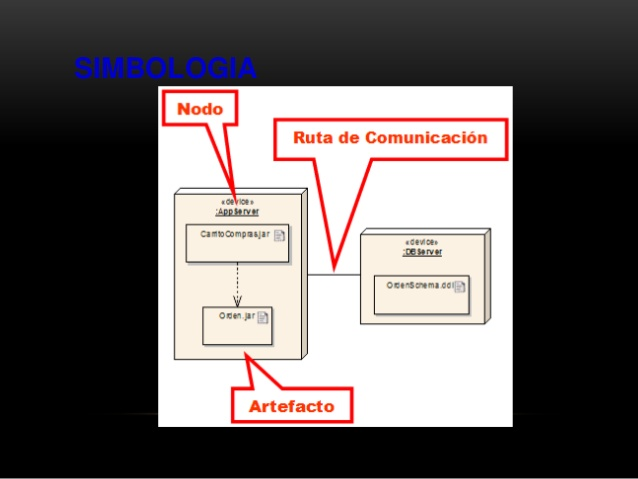 SIMBOLOGIA
Nodo
Ruta de Comunicación
«device»
:AppServer
CarritoCompras.jar
«device»
:DBServer
OrdenSchema.ddl
Orden.jar
Artefacto